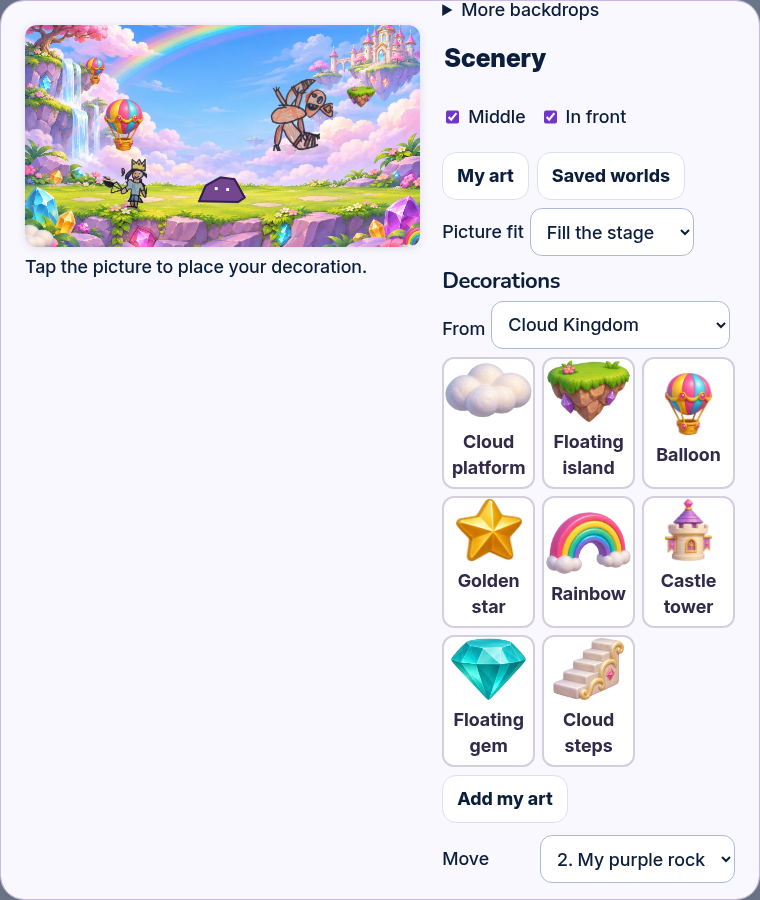 More backdrops
Scenery
Middle
In front
My art
Saved worlds
Picture fit
Fill the stage
Tap the picture to place your decoration.
Decorations
From
Cloud Kingdom
Cloud
platform
Floating
island
Balloon
Golden
star
Rainbow
Castle
tower
Floating
gem
Cloud
steps
Add my art
Move
2. My purple rock